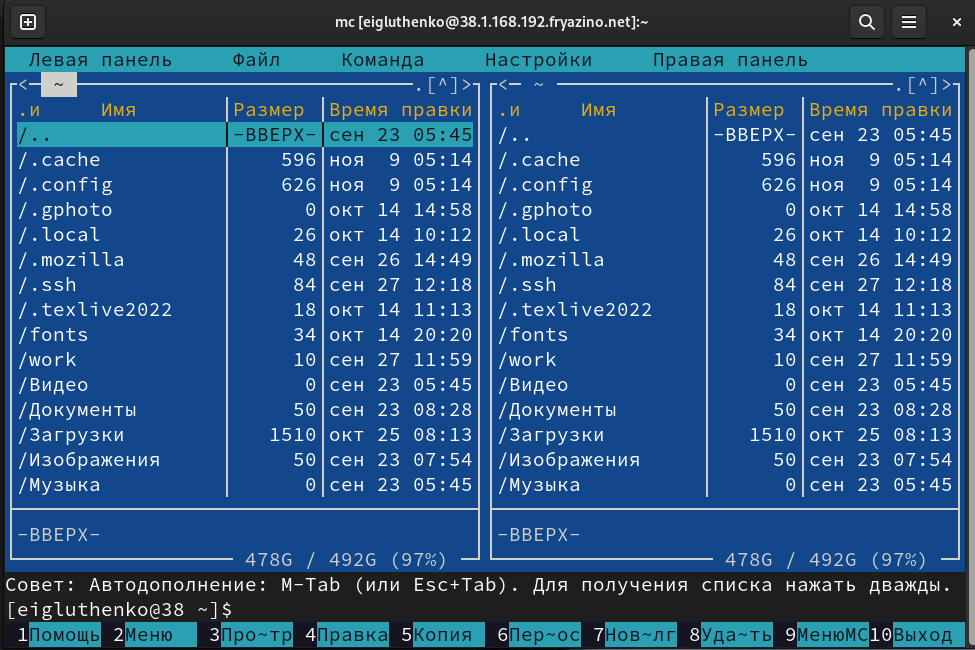 mc [eigluthenko@38.1.168.192.fryazino.net]:~
Левая панель Файл Команда Настройки Правая панель
<─ ~ .[^]> <─ ~ .[^]>
.и Имя Размер Время правки .и Имя Размер Время правки
/.. -ВВЕРХ- сен 23 05:45 /.. -ВВЕРХ- сен 23 05:45
/.cache 596 ноя 9 05:14 /.cache 596 ноя 9 05:14
/.config 626 ноя 9 05:14 /.config 626 ноя 9 05:14
/.gphoto 0 окт 14 14:58 /.gphoto 0 окт 14 14:58
/.local 26 окт 14 10:12 /.local 26 окт 14 10:12
/.mozilla 48 сен 26 14:49 /.mozilla 48 сен 26 14:49
/.ssh 84 сен 27 12:18 /.ssh 84 сен 27 12:18
/.texlive2022 18 окт 14 11:13 /.texlive2022 18 окт 14 11:13
/fonts 34 окт 14 20:20 /fonts 34 окт 14 20:20
/work 10 сен 27 11:59 /work 10 сен 27 11:59
/Видео 0 сен 23 05:45 /Видео 0 сен 23 05:45
/Документы 50 сен 23 08:28 /Документы 50 сен 23 08:28
/Загрузки 1510 окт 25 08:13 /Загрузки 1510 окт 25 08:13
/Изображения 50 сен 23 07:54 /Изображения 50 сен 23 07:54
/Музыка 0 сен 23 05:45 /Музыка 0 сен 23 05:45
-ВВЕРХ- -ВВЕРХ-
478G / 492G (97%) 478G / 492G (97%)
Совет: Автодополнение: M-Tab (или Esc+Tab). Для получения списка нажать дважды.
[eigluthenko@38 ~]$
1Помощь 2Меню 3Про~тр 4Правка 5Копия 6Пер~ос 7Нов~лг 8Уда~ть 9МенюMC 10Выход